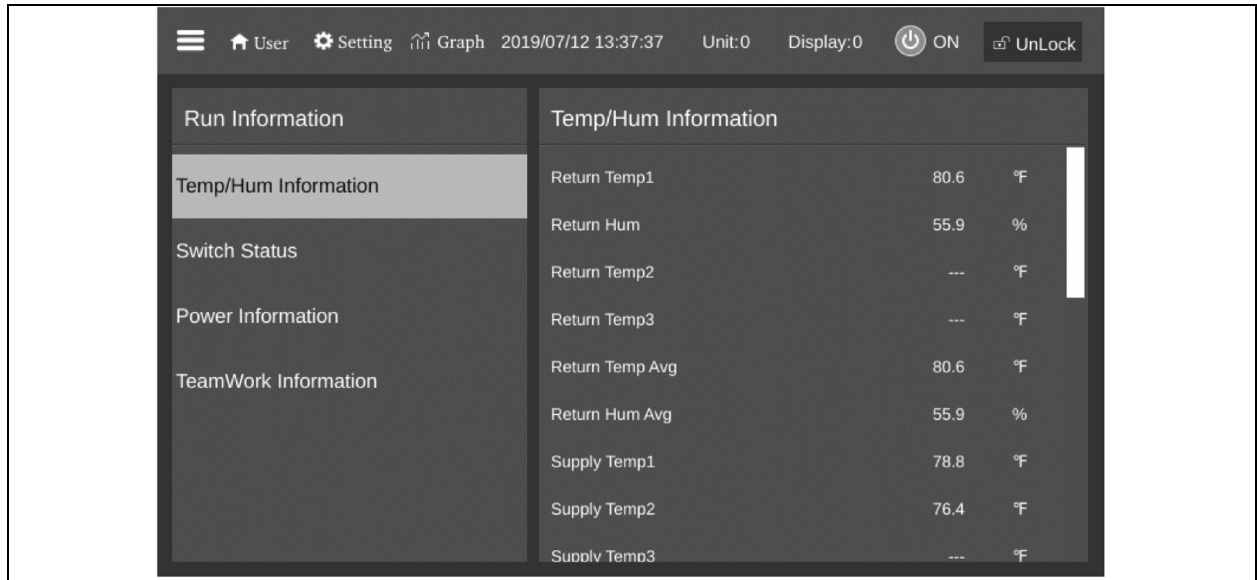 User Setting Graph 2019/07/12 13:37:37 Unit:0 Display:0 ON UnLock
Run Information
Temp/Hum Information
Switch Status
Power Information
TeamWork Information
Temp/Hum Information
Return Temp1 80.6 °F
Return Hum 55.9 %
Return Temp2 --- °F
Return Temp3 --- °F
Return Temp Avg 80.6 °F
Return Hum Avg 55.9 %
Supply Temp1 78.8 °F
Supply Temp2 76.4 °F
Supply Temp3 --- °F